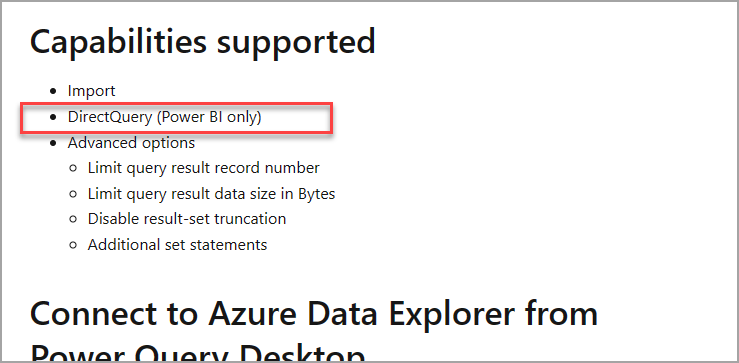 Capabilities supported
Import
DirectQuery (Power BI only)
Advanced options
Limit query result record number
Limit query result data size in Bytes
Disable result-set truncation
Additional set statements
Connect to Azure Data Explorer from
Power Query Desktop